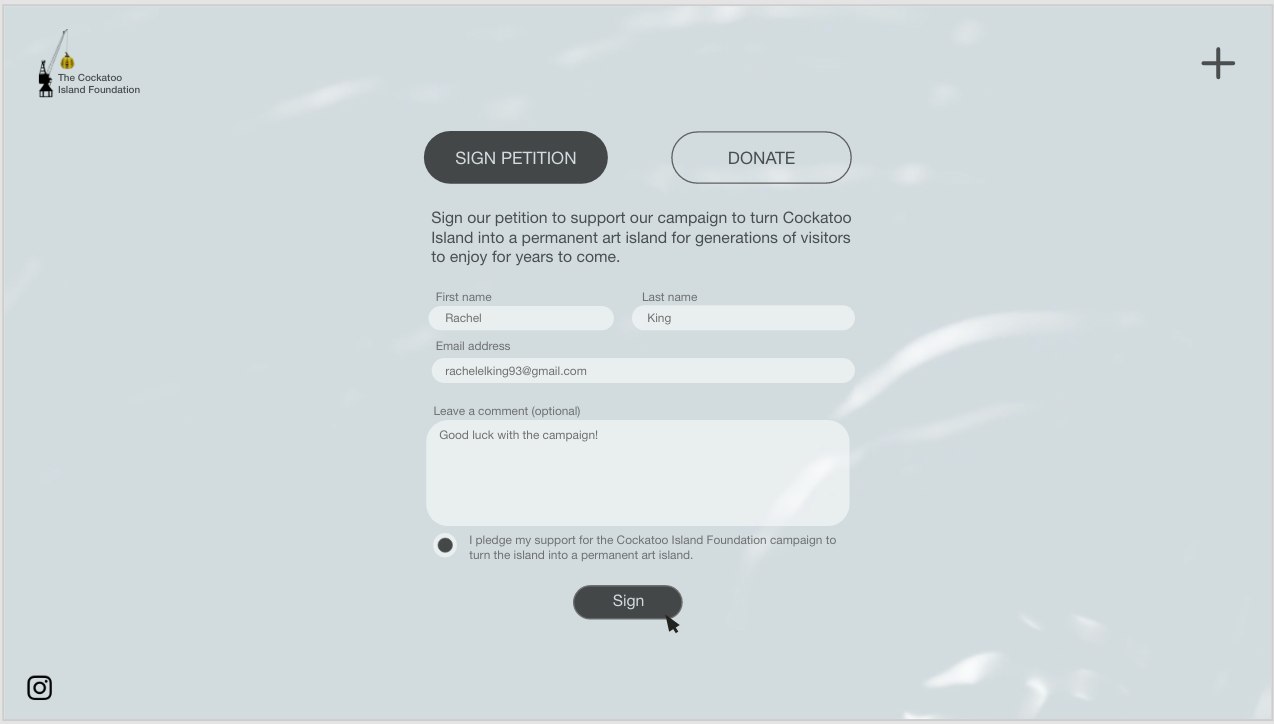 The Cockatoo
Island Foundation
SIGN PETITION
DONATE
Sign our petition to support our campaign to turn Cockatoo
Island into a permanent art island for generations of visitors
to enjoy for years to come.
First name
Last name
Rachel
King
Email address
rachelelking93@gmail.com
Leave a comment (optional)
Good luck with the campaign!
I pledge my support for the Cockatoo Island Foundation campaign to
turn the island into a permanent art island.
Sign